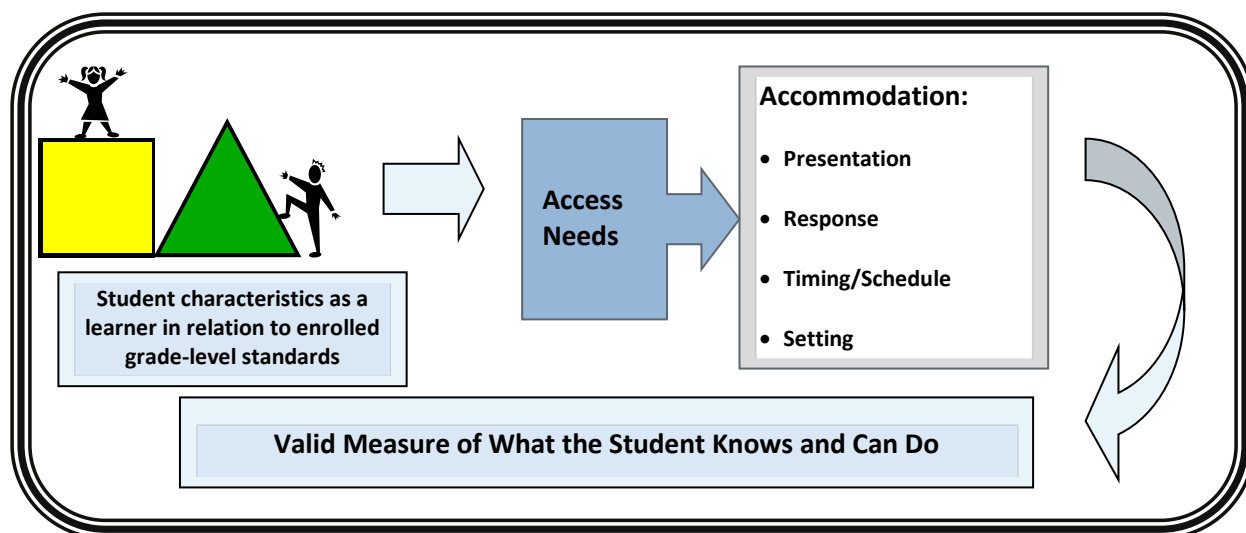 Student characteristics as a
learner in relation to enrolled
grade-level standards
Access
Needs
Accommodation:
• Presentation
• Response
• Timing/Schedule
• Setting
Valid Measure of What the Student Knows and Can Do